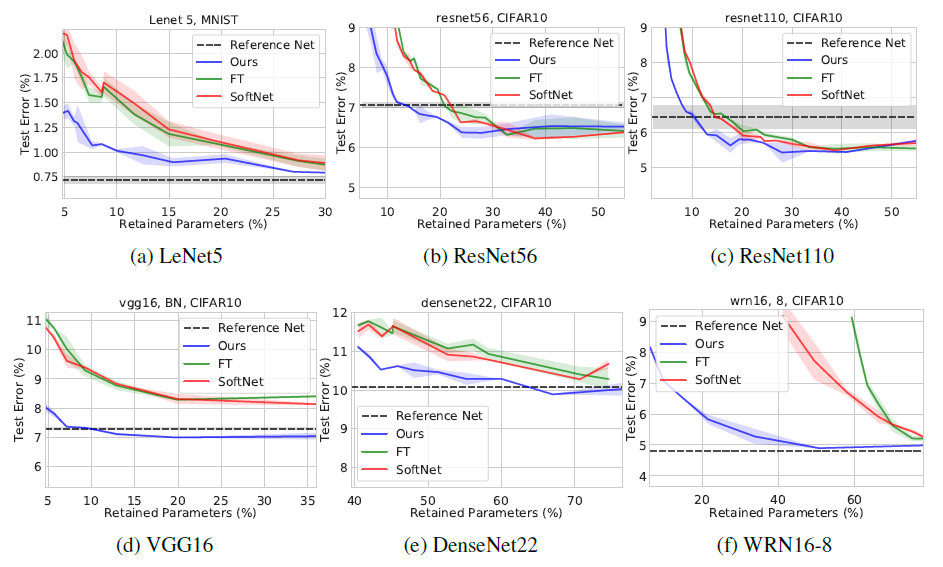 Lenet 5, MNIST
2.00
1.75
1.50
1.25
1.00
0.75
Test Error (%)
Reference Net
Ours
FT
SoftNet
5
10
15
20
25
30
Retained Parameters (%)
(a) LeNet5
resnet56, CIFAR10
9
8
7
6
5
Test Error (%)
Reference Net
Ours
FT
SoftNet
10
20
30
40
50
Retained Parameters (%)
(b) ResNet56
resnet110, CIFAR10
9
8
7
6
5
Test Error (%)
Reference Net
Ours
FT
SoftNet
10
20
30
40
50
Retained Parameters (%)
(c) ResNet110
vgg16, BN, CIFAR10
11
10
9
8
7
6
Test Error (%)
Reference Net
Ours
FT
SoftNet
5
10
15
20
25
30
35
Retained Parameters (%)
(d) VGG16
densenet22, CIFAR10
12
11
10
9
8
Test Error (%)
Reference Net
Ours
FT
SoftNet
40
50
60
70
Retained Parameters (%)
(e) DenseNet22
wrn16, 8, CIFAR10
9
8
7
6
5
4
Test Error (%)
Reference Net
Ours
FT
SoftNet
20
40
60
Retained Parameters (%)
(f) WRN16-8